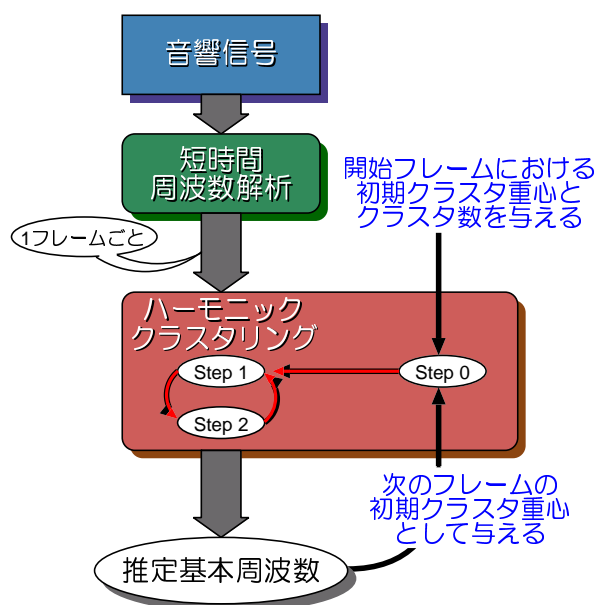 音響信号
短時間
周波数解析
開始フレームにおける
初期クラスタ重心と
クラスタ数を与える
1フレームごと
ハーモニック
クラスタリング
Step 1
Step 0
Step 2
次のフレームの
初期クラスタ重心
として与える
推定基本周波数